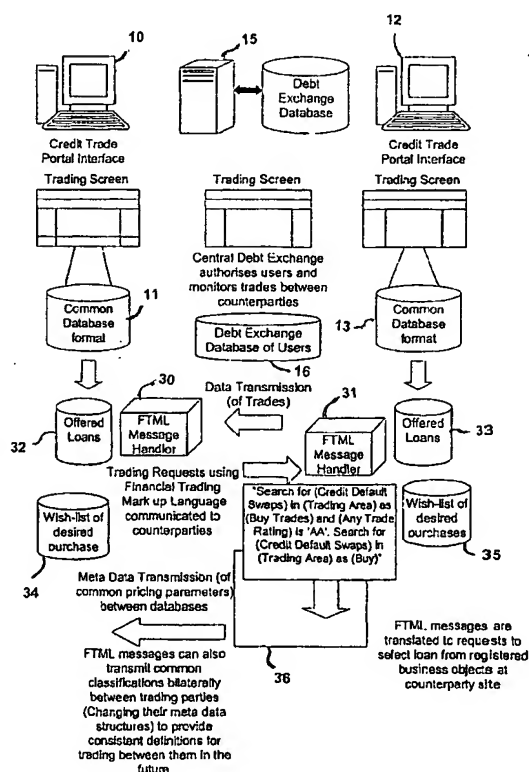 10
15
12
Debt
Exchange
Database
Credit Trade
Portal Interface
Credit Trade
Portal Interface
Trading Screen
Trading Screen
Trading Screen
Central Debt Exchange
authorises users and
monitors trades between
counterparties
11
Common
Database
format
13
Common
Database
format
Debt Exchange
Database of Users
16
30
Data Transmission
(of Trades)
31
32
Offered
Loans
FTML
Message
Handler
FTML
Message
Handler
Offered
Loans
33
Trading Requests using
Financial Trading
Mark up Language
communicated to
counterparties
"Search for (Credit Default
Swaps) in (Trading Area) as
(Buy Trades) and (Any Trade
Rating) is 'AA'. Search for
(Credit Default Swaps) in
(Trading Area) as (Buy)"
Wish-list of
desired
purchase
34
Wish-list of
desired
purchases
35
Meta Data Transmission (of
common pricing parameters)
between databases
FTML messages can also
transmit common
classifications bilaterally
between trading parties
(Changing their meta data
structures) to provide
consistent definitions for
trading between them in the
future
36
FTML messages are
translated to requests to
select loan from registered
business objects at
counterparty site